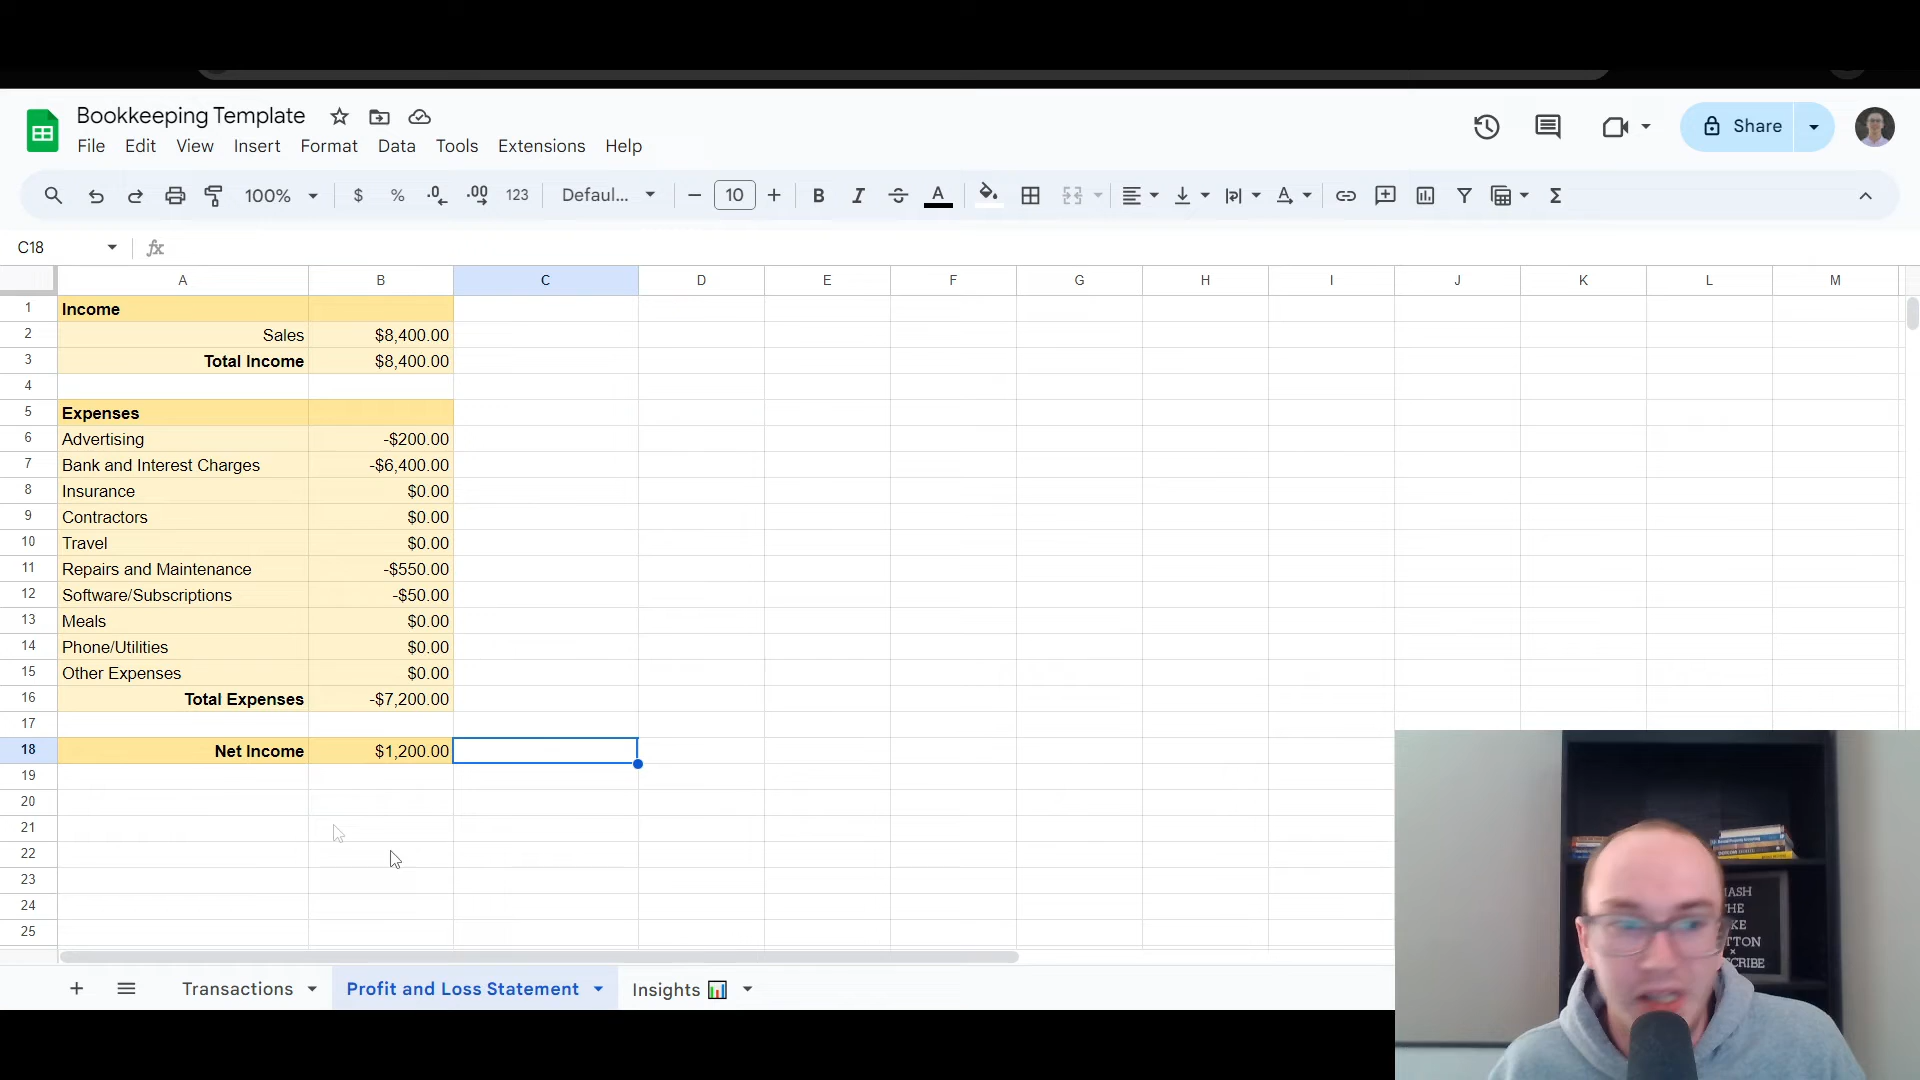 Bookkeeping Template
File Edit View Insert Format Data Tools Extensions Help
Share
100% $ % .0 .00 123 Defaul... 10 B I A
C18 fx
A B C D E F G H I J K L M
1 Income
2 Sales $8,400.00
3 Total Income $8,400.00
4
5 Expenses
6 Advertising -$200.00
7 Bank and Interest Charges -$6,400.00
8 Insurance $0.00
9 Contractors $0.00
10 Travel $0.00
11 Repairs and Maintenance -$550.00
12 Software/Subscriptions -$50.00
13 Meals $0.00
14 Phone/Utilities $0.00
15 Other Expenses $0.00
16 Total Expenses -$7,200.00
17
18 Net Income $1,200.00
19
20
21
22
23
24
25
Transactions Profit and Loss Statement Insights